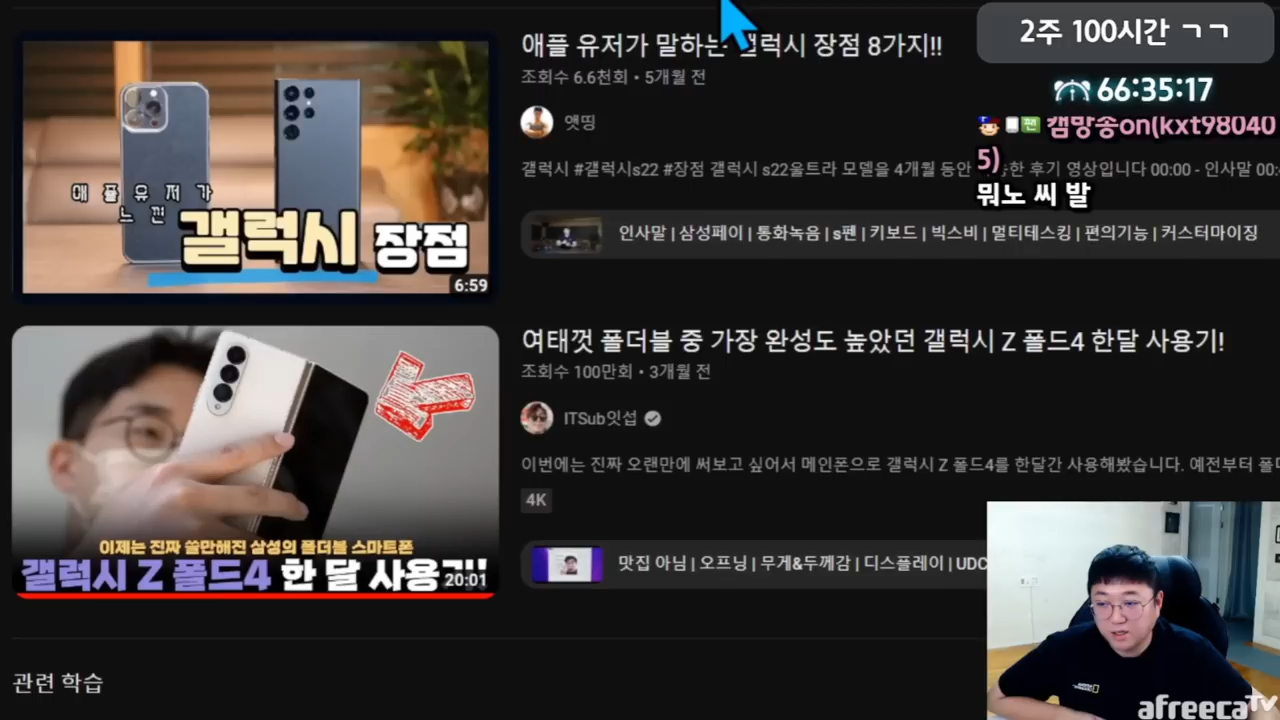 애플 유저가 말하는 갤럭시 장점 8가지!!
조회수 6.6천회 • 5개월 전
앳띵
갤럭시 #갤럭시s22 #장점 갤럭시 s22울트라 모델을 4개월 동안
한 후기 영상입니다 00:00 - 인사말 00:
인사말 | 삼성페이 | 통화녹음 | s펜 | 키보드 | 빅스비 | 멀티테스킹 | 편의기능 | 커스터마이징
애플유저가
느낀
갤럭시 장점
6:59
2주 100시간 ㄱㄱ
66:35:17
팬 캠방송on(kxt98040
5)
뭐노 씨 발
여태껏 폴더블 중 가장 완성도 높았던 갤럭시 Z 폴드4 한달 사용기!
조회수 100만회 • 3개월 전
ITSub잇섭
이번에는 진짜 오랜만에 써보고 싶어서 메인폰으로 갤럭시 Z 폴드4를 한달간 사용해봤습니다. 예전부터 폴더
4K
맛집 아님 | 오프닝 | 무게&두께감 | 디스플레이 | UDC
이제는 진짜 쓸만해진 삼성의 폴더블 스마트폰
갤럭시 Z 폴드4 한 달 사용기!!
20:01
관련 학습
afreecaTV